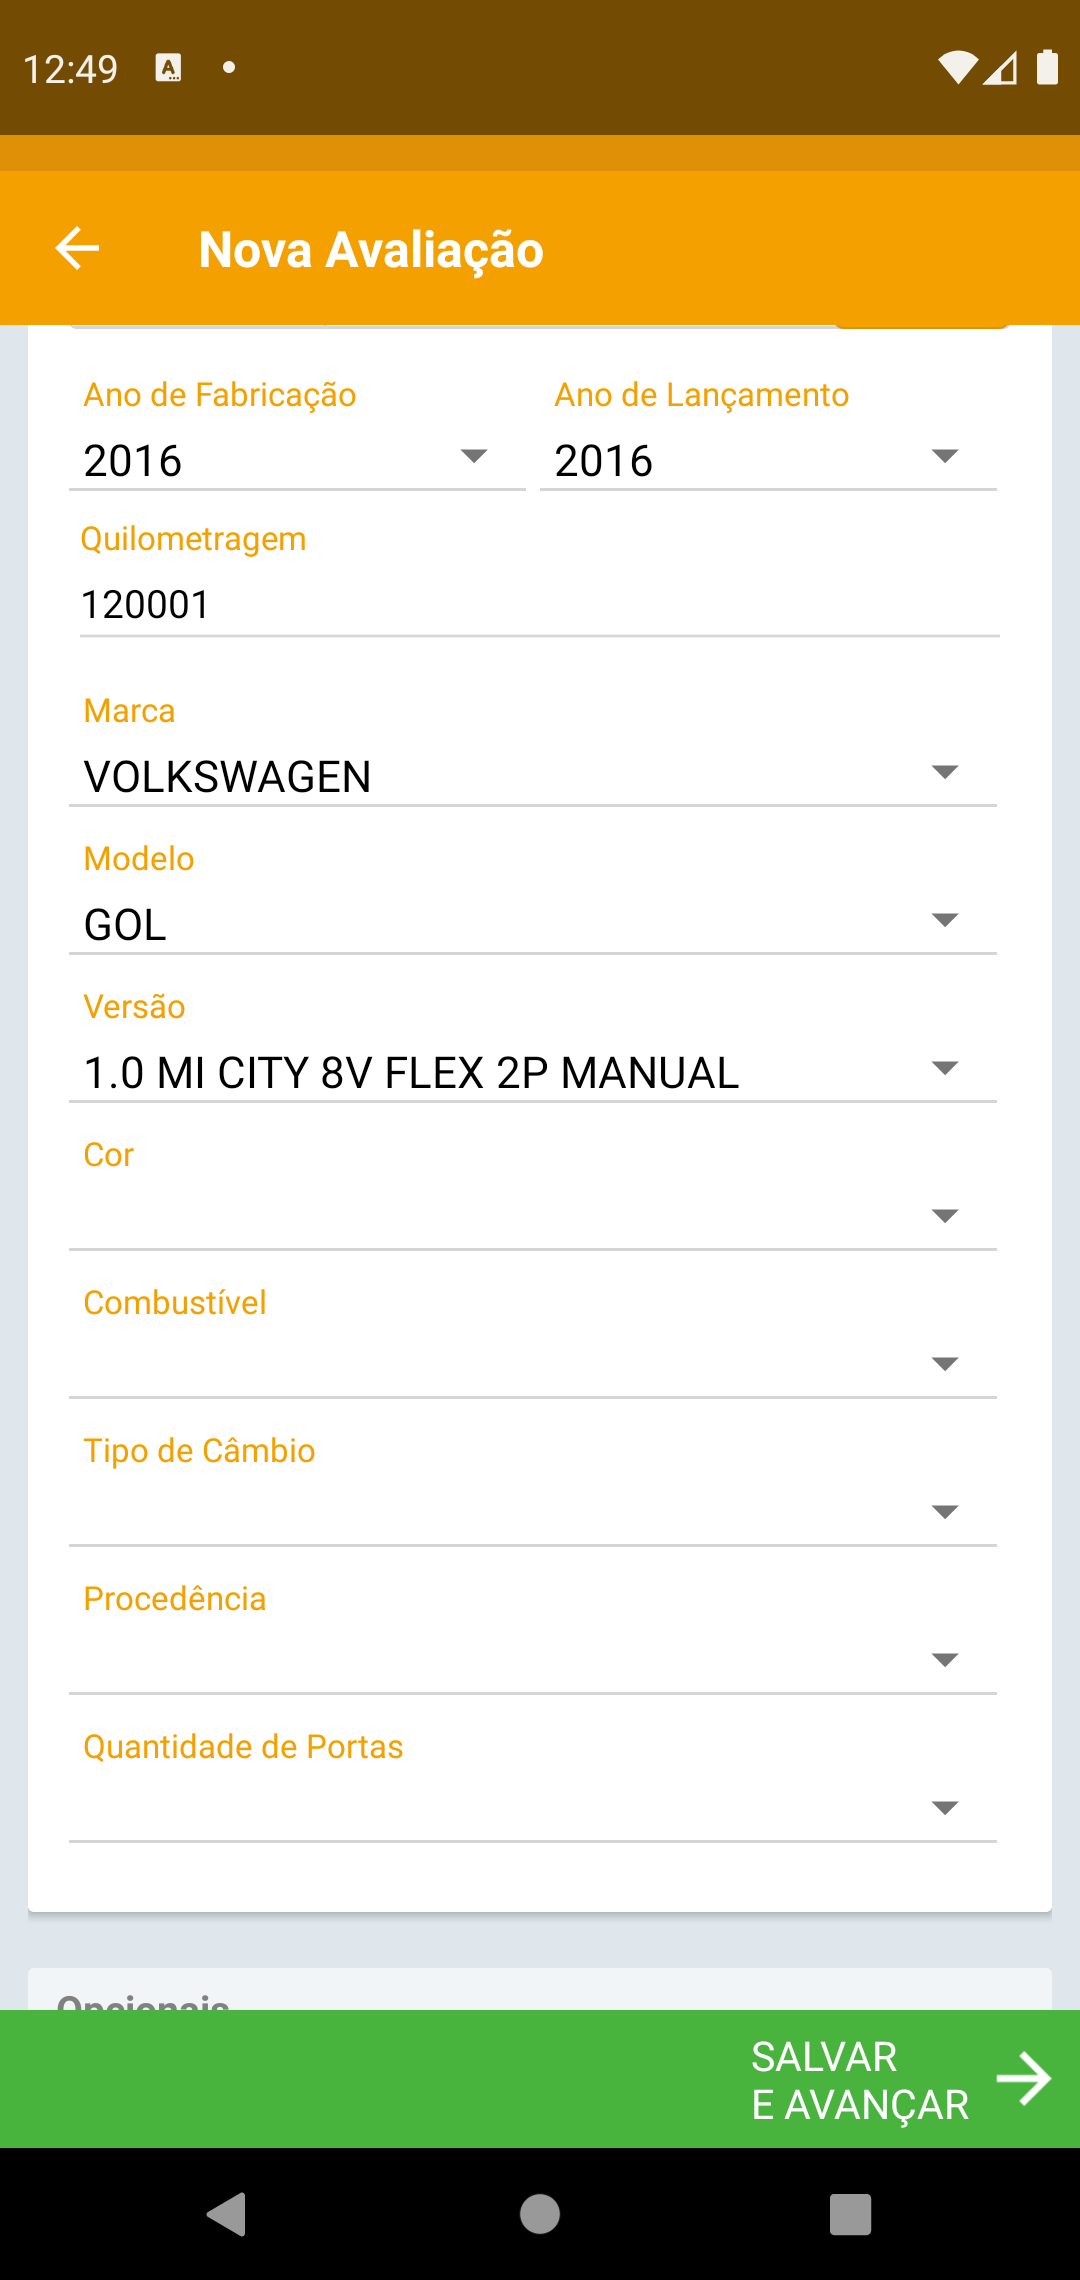 12:49
Nova Avaliação
Ano de Fabricação Ano de Lançamento
2016 2016
Quilometragem
120001
Marca
VOLKSWAGEN
Modelo
GOL
Versão
1.0 MI CITY 8V FLEX 2P MANUAL
Cor
Combustível
Tipo de Câmbio
Procedência
Quantidade de Portas
Opcionais
SALVAR
E AVANÇAR